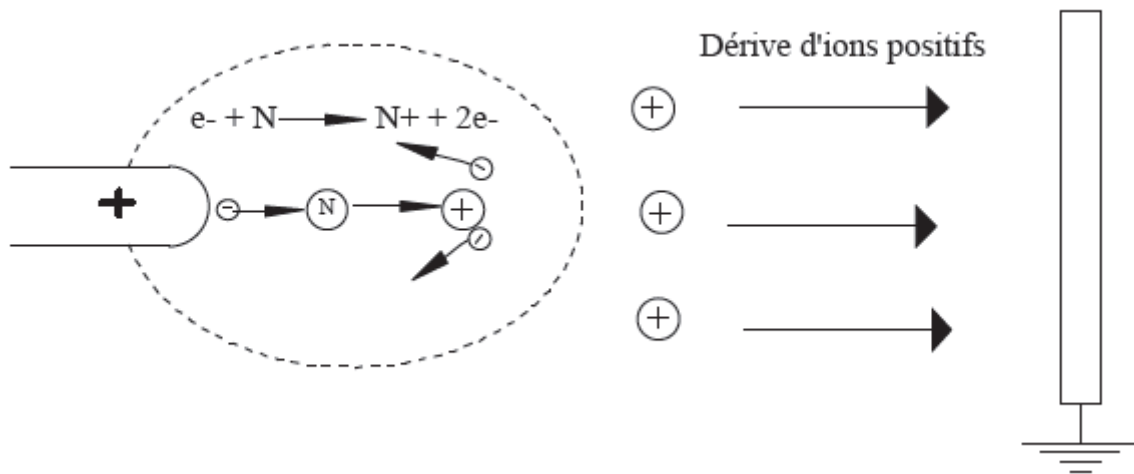 Dérive d'ions positifs
e- + N → N+ + 2e-
+
N
+
-
-
-
+
+
+